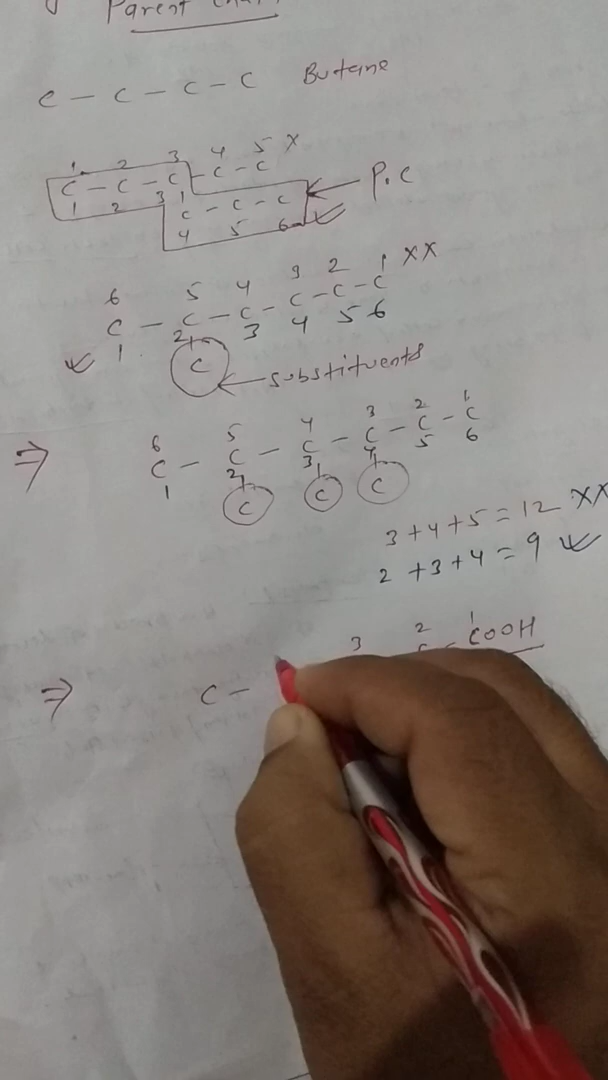 Parent
C - C - C - C Butane
1 2 3 4 5 X
C - C - C - C - C
1 2 3 1 P.C
C - C - C
4 5 6
6 5 4 3 2 1 XX
C - C - C - C - C - C
1 2 3 4 5 6
C substituents
⇒ 6 5 4 3 2 1
C - C - C - C - C - C
1 2 3 4 5 6
C C C
3 + 4 + 5 = 12 XX
2 + 3 + 4 = 9
3 2 1
⇒ C - COOH